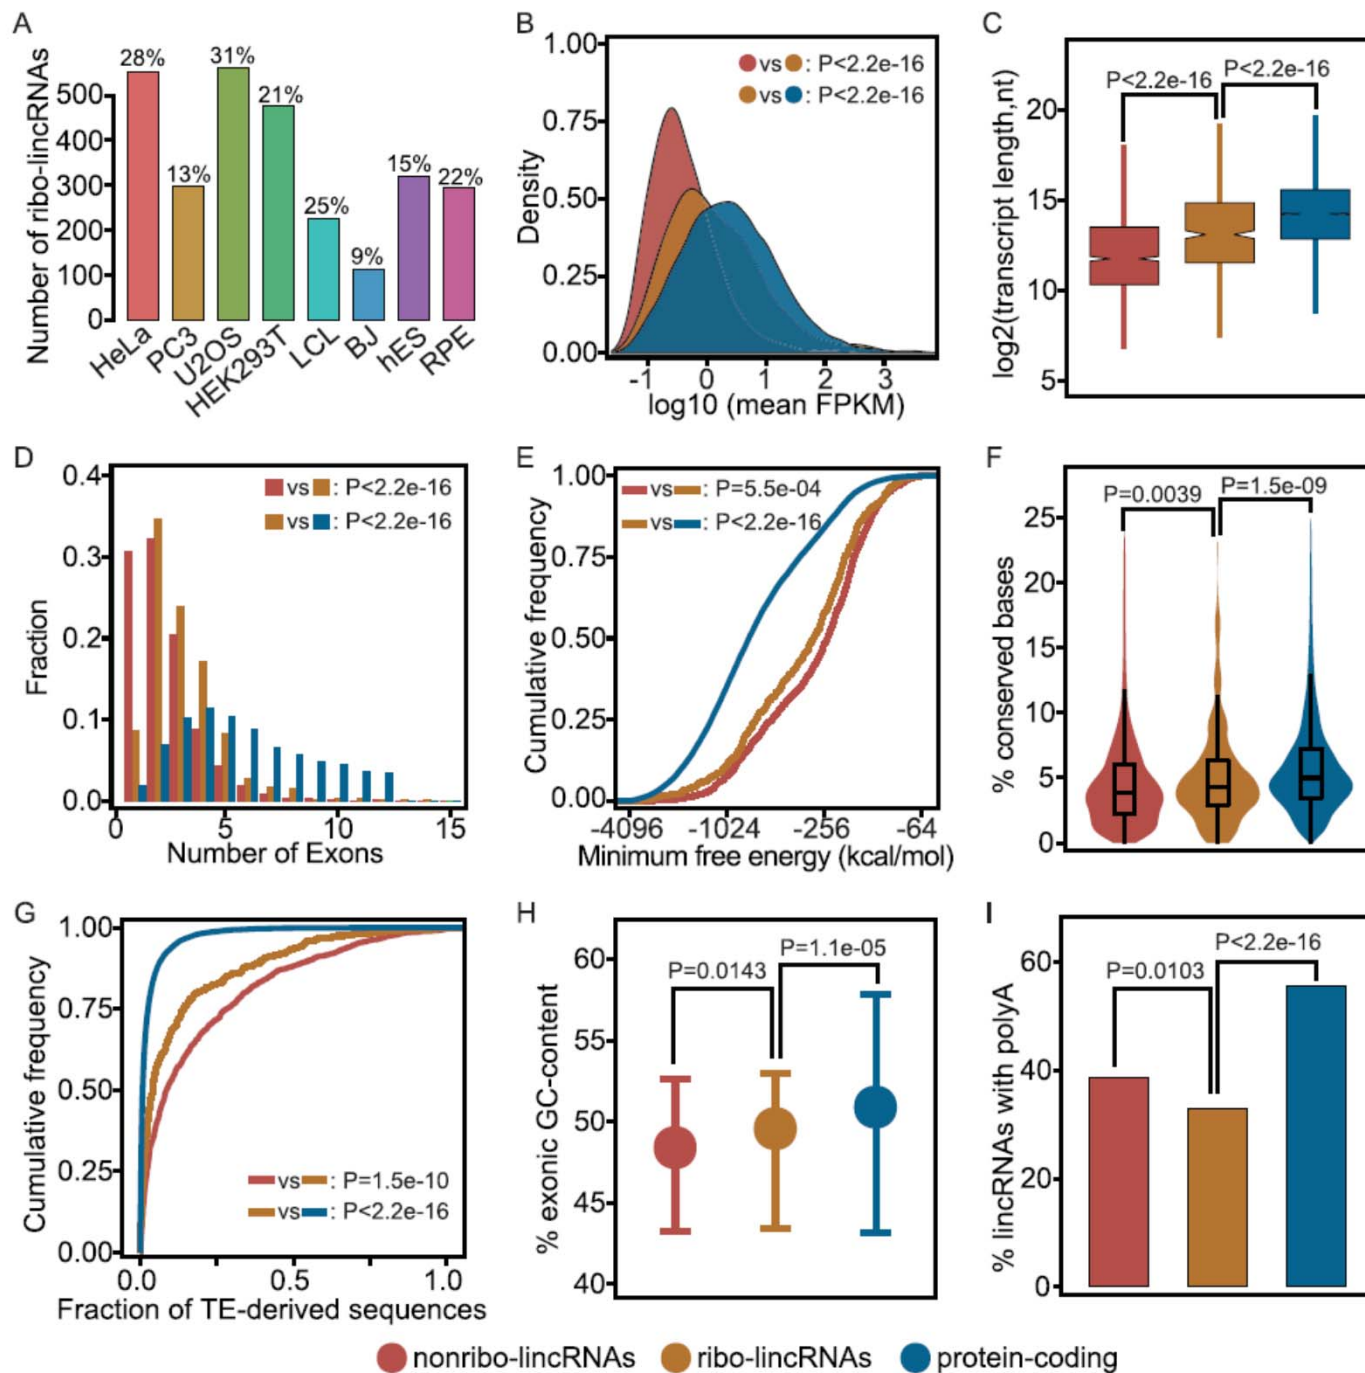 A
Number of ribo-lincRNAs
500
400
300
200
100
0
28%
13%
31%
21%
25%
9%
15%
22%
HeLa
PC3
U2OS
HEK293T
LCL
BJ
hES
RPE
B
Density
1.00
0.75
0.50
0.25
0.00
vs : P<2.2e-16
vs : P<2.2e-16
-1 0 1 2 3
log10 (mean FPKM)
C
log2(transcript length,nt)
20
15
10
5
P<2.2e-16
P<2.2e-16
D
Fraction
0.4
0.3
0.2
0.1
0.0
vs : P<2.2e-16
vs : P<2.2e-16
0 5 10 15
Number of Exons
E
Cumulative frequency
1.00
0.75
0.50
0.25
0.00
vs : P=5.5e-04
vs : P<2.2e-16
-4096 -1024 -256 -64
Minimum free energy (kcal/mol)
F
% conserved bases
25
20
15
10
5
0
P=0.0039
P=1.5e-09
G
Cumulative frequency
1.00
0.75
0.50
0.25
0.00
vs : P=1.5e-10
vs : P<2.2e-16
0.0 0.5 1.0
Fraction of TE-derived sequences
H
% exonic GC-content
60
55
50
45
40
P=0.0143
P=1.1e-05
I
% lincRNAs with polyA
60
40
20
0
P=0.0103
P<2.2e-16
nonribo-lincRNAs ribo-lincRNAs protein-coding